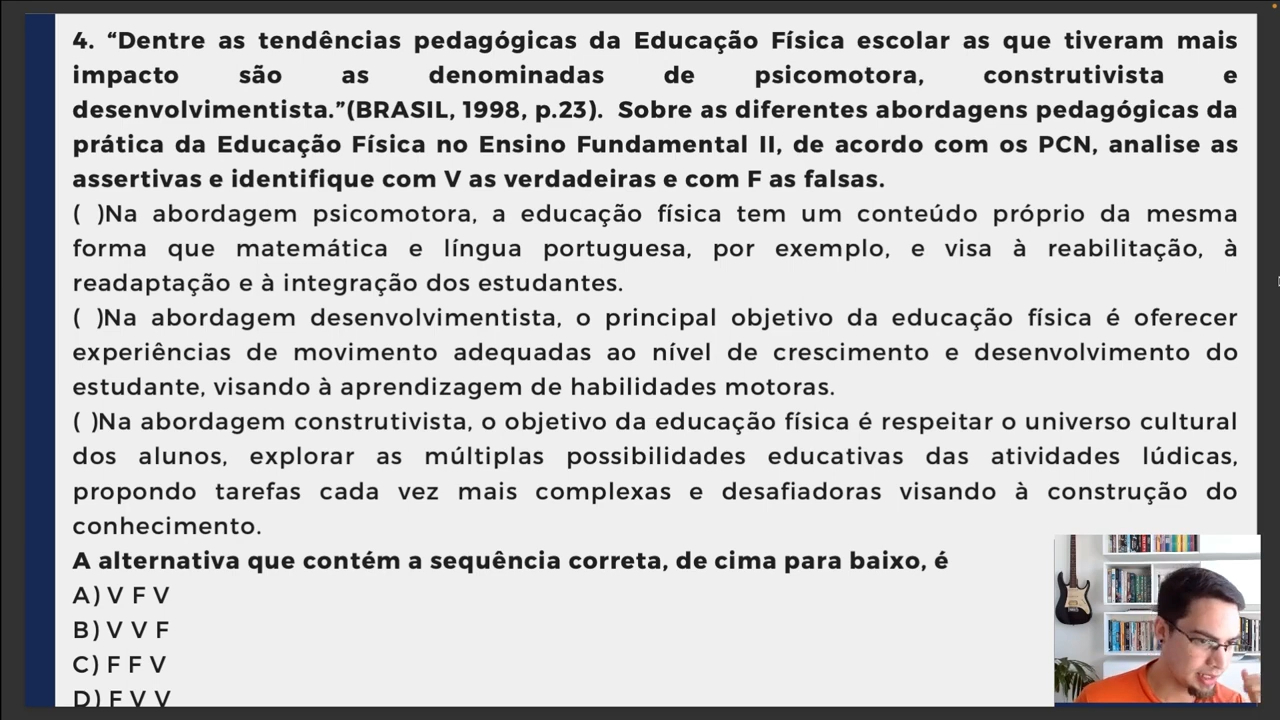 4. “Dentre as tendências pedagógicas da Educação Física escolar as que tiveram mais
impacto são as denominadas de psicomotora, construtivista e
desenvolvimentista.”(BRASIL, 1998, p.23). Sobre as diferentes abordagens pedagógicas da
prática da Educação Física no Ensino Fundamental II, de acordo com os PCN, analise as
assertivas e identifique com V as verdadeiras e com F as falsas.
( )Na abordagem psicomotora, a educação física tem um conteúdo próprio da mesma
forma que matemática e língua portuguesa, por exemplo, e visa à reabilitação, à
readaptação e à integração dos estudantes.
( )Na abordagem desenvolvimentista, o principal objetivo da educação física é oferecer
experiências de movimento adequadas ao nível de crescimento e desenvolvimento do
estudante, visando à aprendizagem de habilidades motoras.
( )Na abordagem construtivista, o objetivo da educação física é respeitar o universo cultural
dos alunos, explorar as múltiplas possibilidades educativas das atividades lúdicas,
propondo tarefas cada vez mais complexas e desafiadoras visando à construção do
conhecimento.
A alternativa que contém a sequência correta, de cima para baixo, é
A) V F V
B) V V F
C) F F V
D) F V V